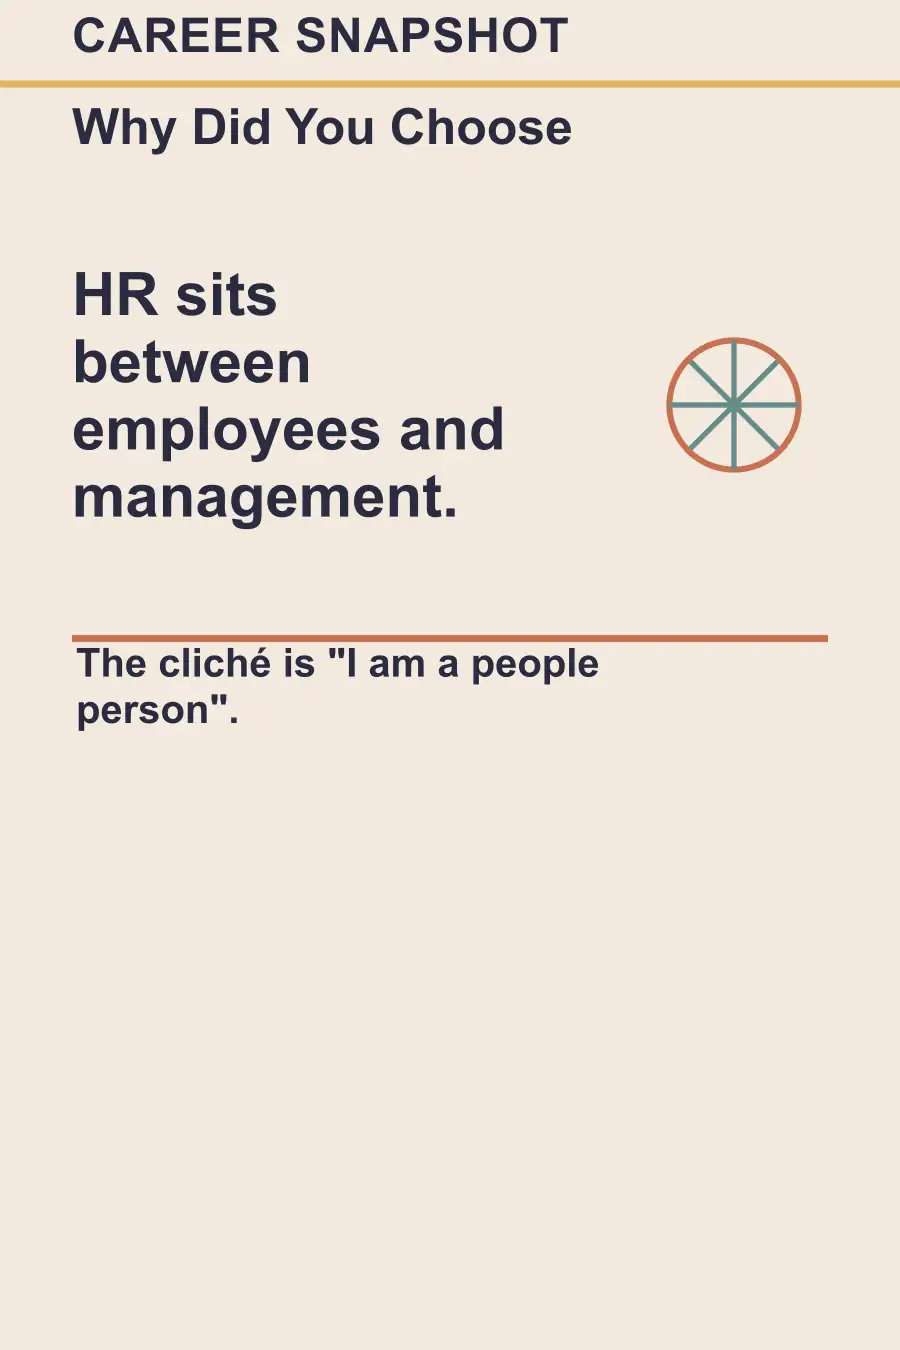 CAREER SNAPSHOT
Why Did You Choose
HR sits
between
employees and
management.
The cliché is "I am a people
person".